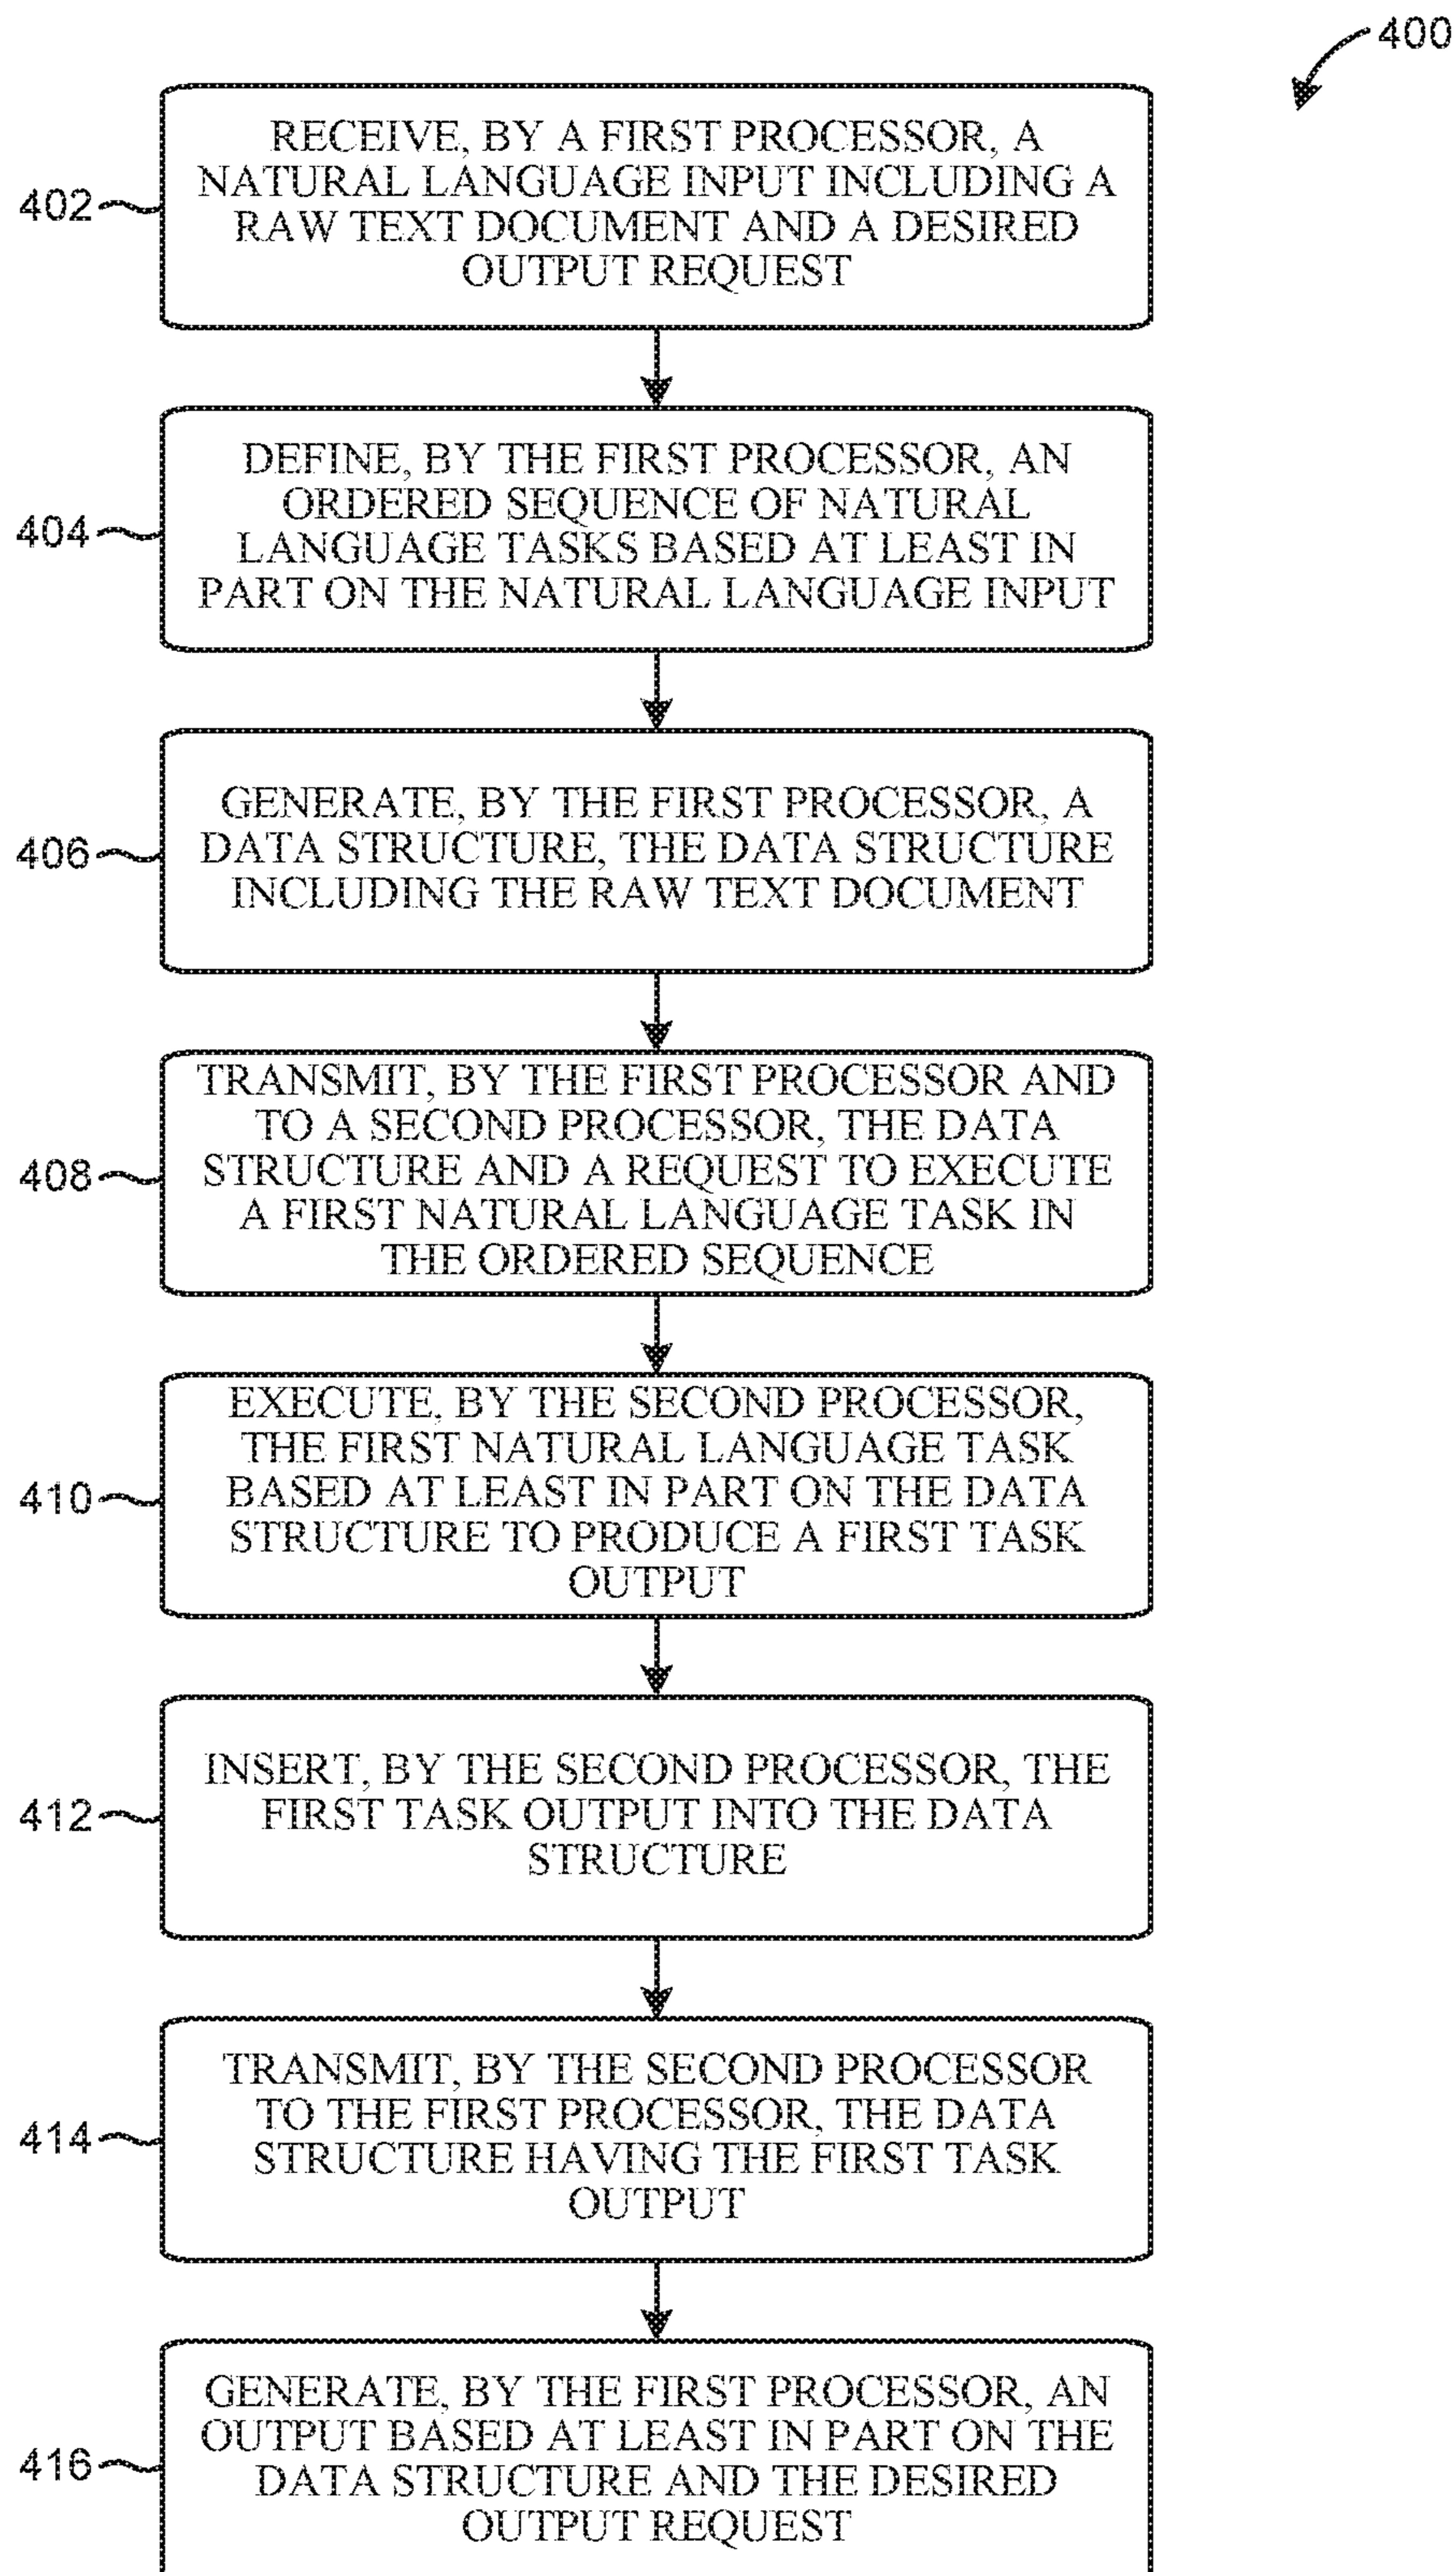 400
RECEIVE, BY A FIRST PROCESSOR, A
NATURAL LANGUAGE INPUT INCLUDING A
RAW TEXT DOCUMENT AND A DESIRED
OUTPUT REQUEST
402
DEFINE, BY THE FIRST PROCESSOR, AN
ORDERED SEQUENCE OF NATURAL
LANGUAGE TASKS BASED AT LEAST IN
PART ON THE NATURAL LANGUAGE INPUT
404
GENERATE, BY THE FIRST PROCESSOR, A
DATA STRUCTURE, THE DATA STRUCTURE
INCLUDING THE RAW TEXT DOCUMENT
406
TRANSMIT, BY THE FIRST PROCESSOR AND
TO A SECOND PROCESSOR, THE DATA
STRUCTURE AND A REQUEST TO EXECUTE
A FIRST NATURAL LANGUAGE TASK IN
THE ORDERED SEQUENCE
408
EXECUTE, BY THE SECOND PROCESSOR,
THE FIRST NATURAL LANGUAGE TASK
BASED AT LEAST IN PART ON THE DATA
STRUCTURE TO PRODUCE A FIRST TASK
OUTPUT
410
INSERT, BY THE SECOND PROCESSOR, THE
FIRST TASK OUTPUT INTO THE DATA
STRUCTURE
412
TRANSMIT, BY THE SECOND PROCESSOR
TO THE FIRST PROCESSOR, THE DATA
STRUCTURE HAVING THE FIRST TASK
OUTPUT
414
GENERATE, BY THE FIRST PROCESSOR, AN
OUTPUT BASED AT LEAST IN PART ON THE
DATA STRUCTURE AND THE DESIRED
OUTPUT REQUEST
416